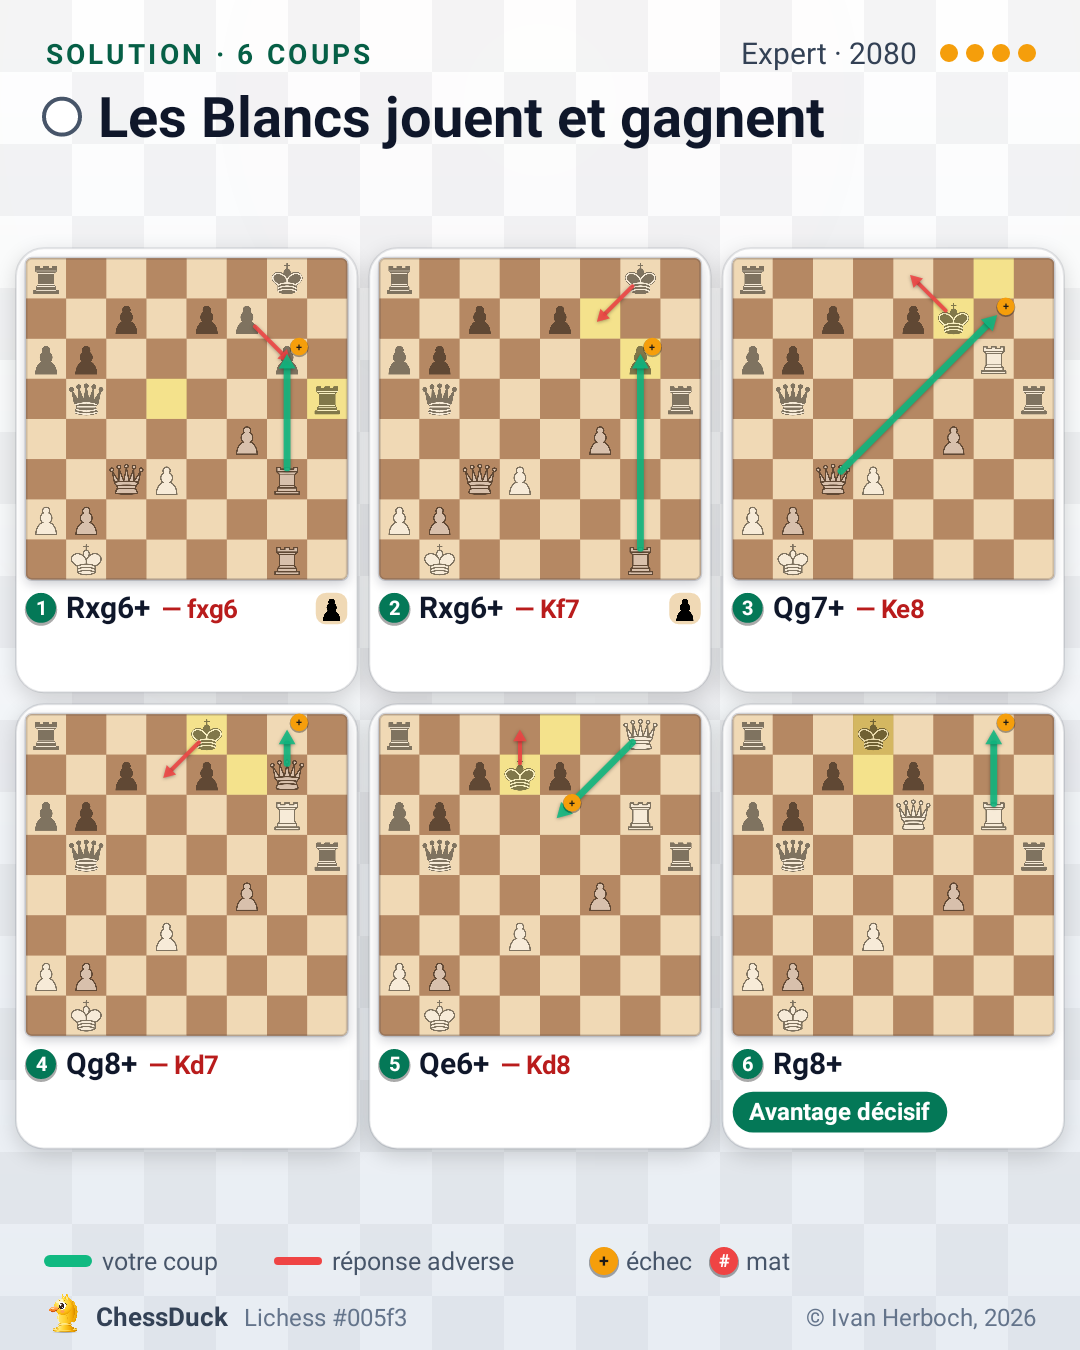 SOLUTION · 6 COUPS
Expert · 2080
Les Blancs jouent et gagnent
1 Rxg6+ – fxg6
2 Rxg6+ – Kf7
3 Qg7+ – Ke8
4 Qg8+ – Kd7
5 Qe6+ – Kd8
6 Rg8+
Avantage décisif
votre coup
réponse adverse
+ échec
# mat
ChessDuck Lichess #005f3
© Ivan Herboch, 2026